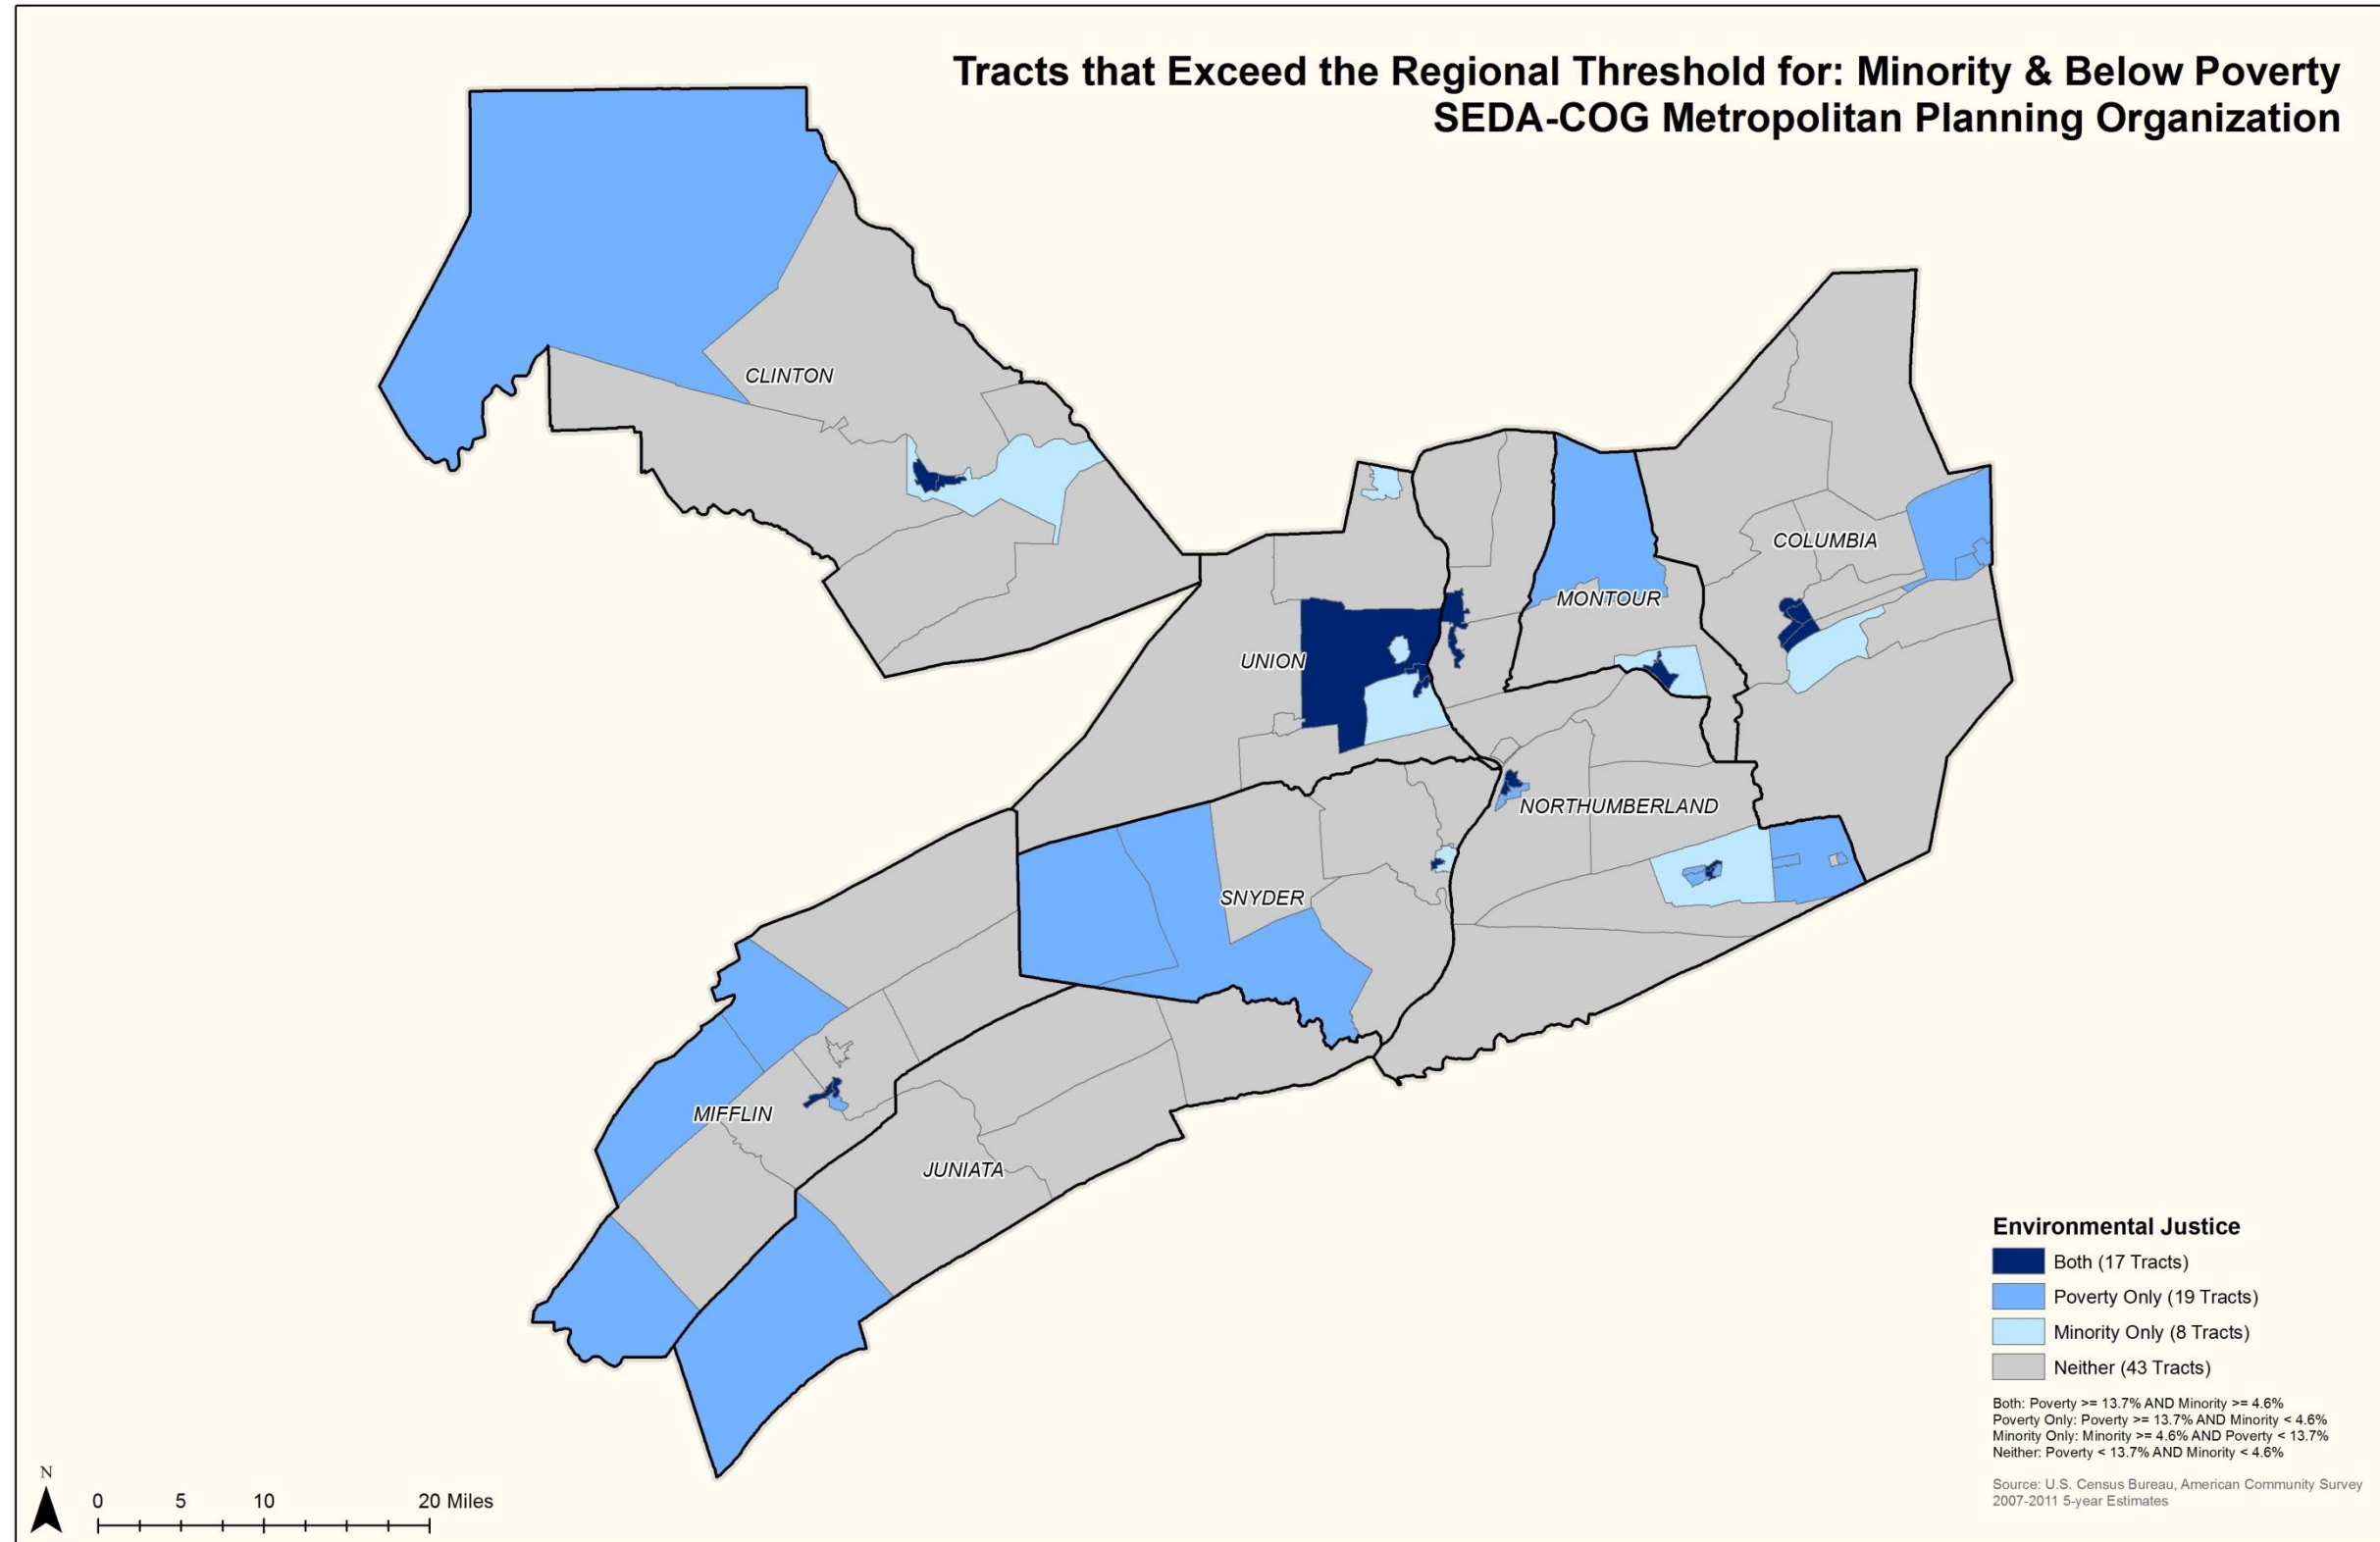 Tracts that Exceed the Regional Threshold for: Minority & Below Poverty
SEDA-COG Metropolitan Planning Organization
CLINTON
COLUMBIA
MONTOUR
UNION
NORTHUMBERLAND
SNYDER
MIFFLIN
JUNIATA
Environmental Justice
Both (17 Tracts)
Poverty Only (19 Tracts)
Minority Only (8 Tracts)
Neither (43 Tracts)
Both: Poverty >= 13.7% AND Minority >= 4.6%
Poverty Only: Poverty >= 13.7% AND Minority < 4.6%
Minority Only: Minority >= 4.6% AND Poverty < 13.7%
Neither: Poverty < 13.7% AND Minority < 4.6%
Source: U.S. Census Bureau, American Community Survey
2007-2011 5-year Estimates
N
0 5 10 20 Miles